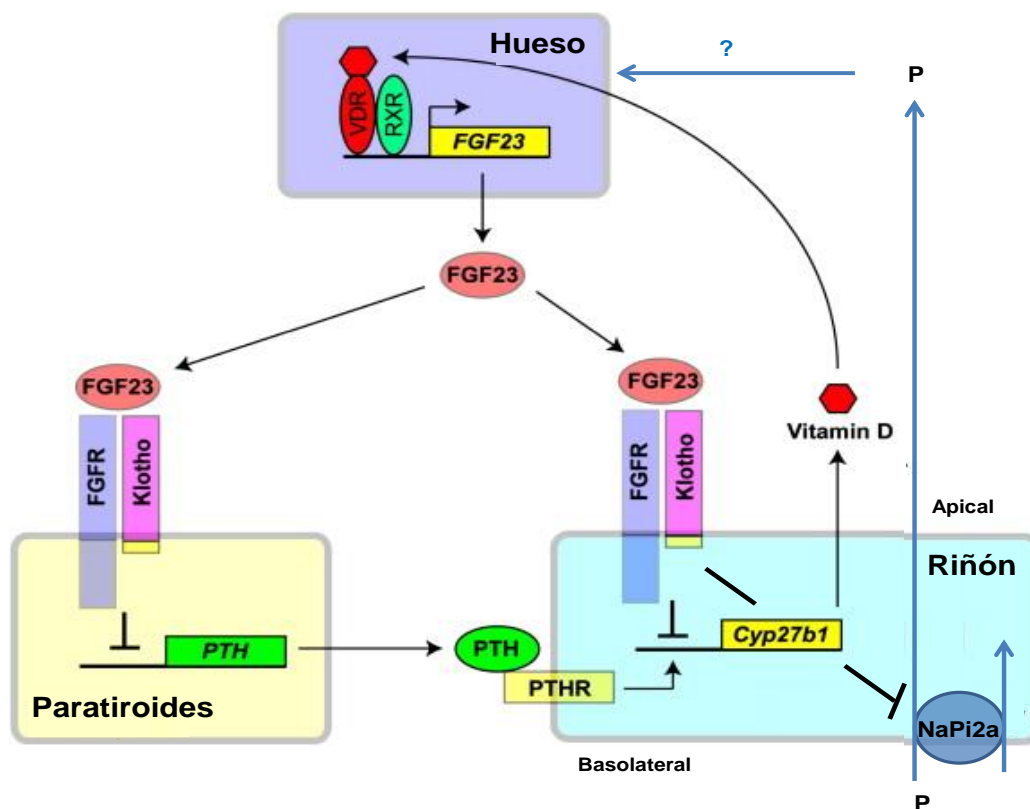 Hueso
?
P
VDR
RXR
FGF23
FGF23
FGF23
FGF23
FGFR
Klotho
FGFR
Klotho
Vitamin D
Apical
Riñón
PTH
PTH
PTHR
Cyp27b1
Paratiroides
NaPi2a
Basolateral
P